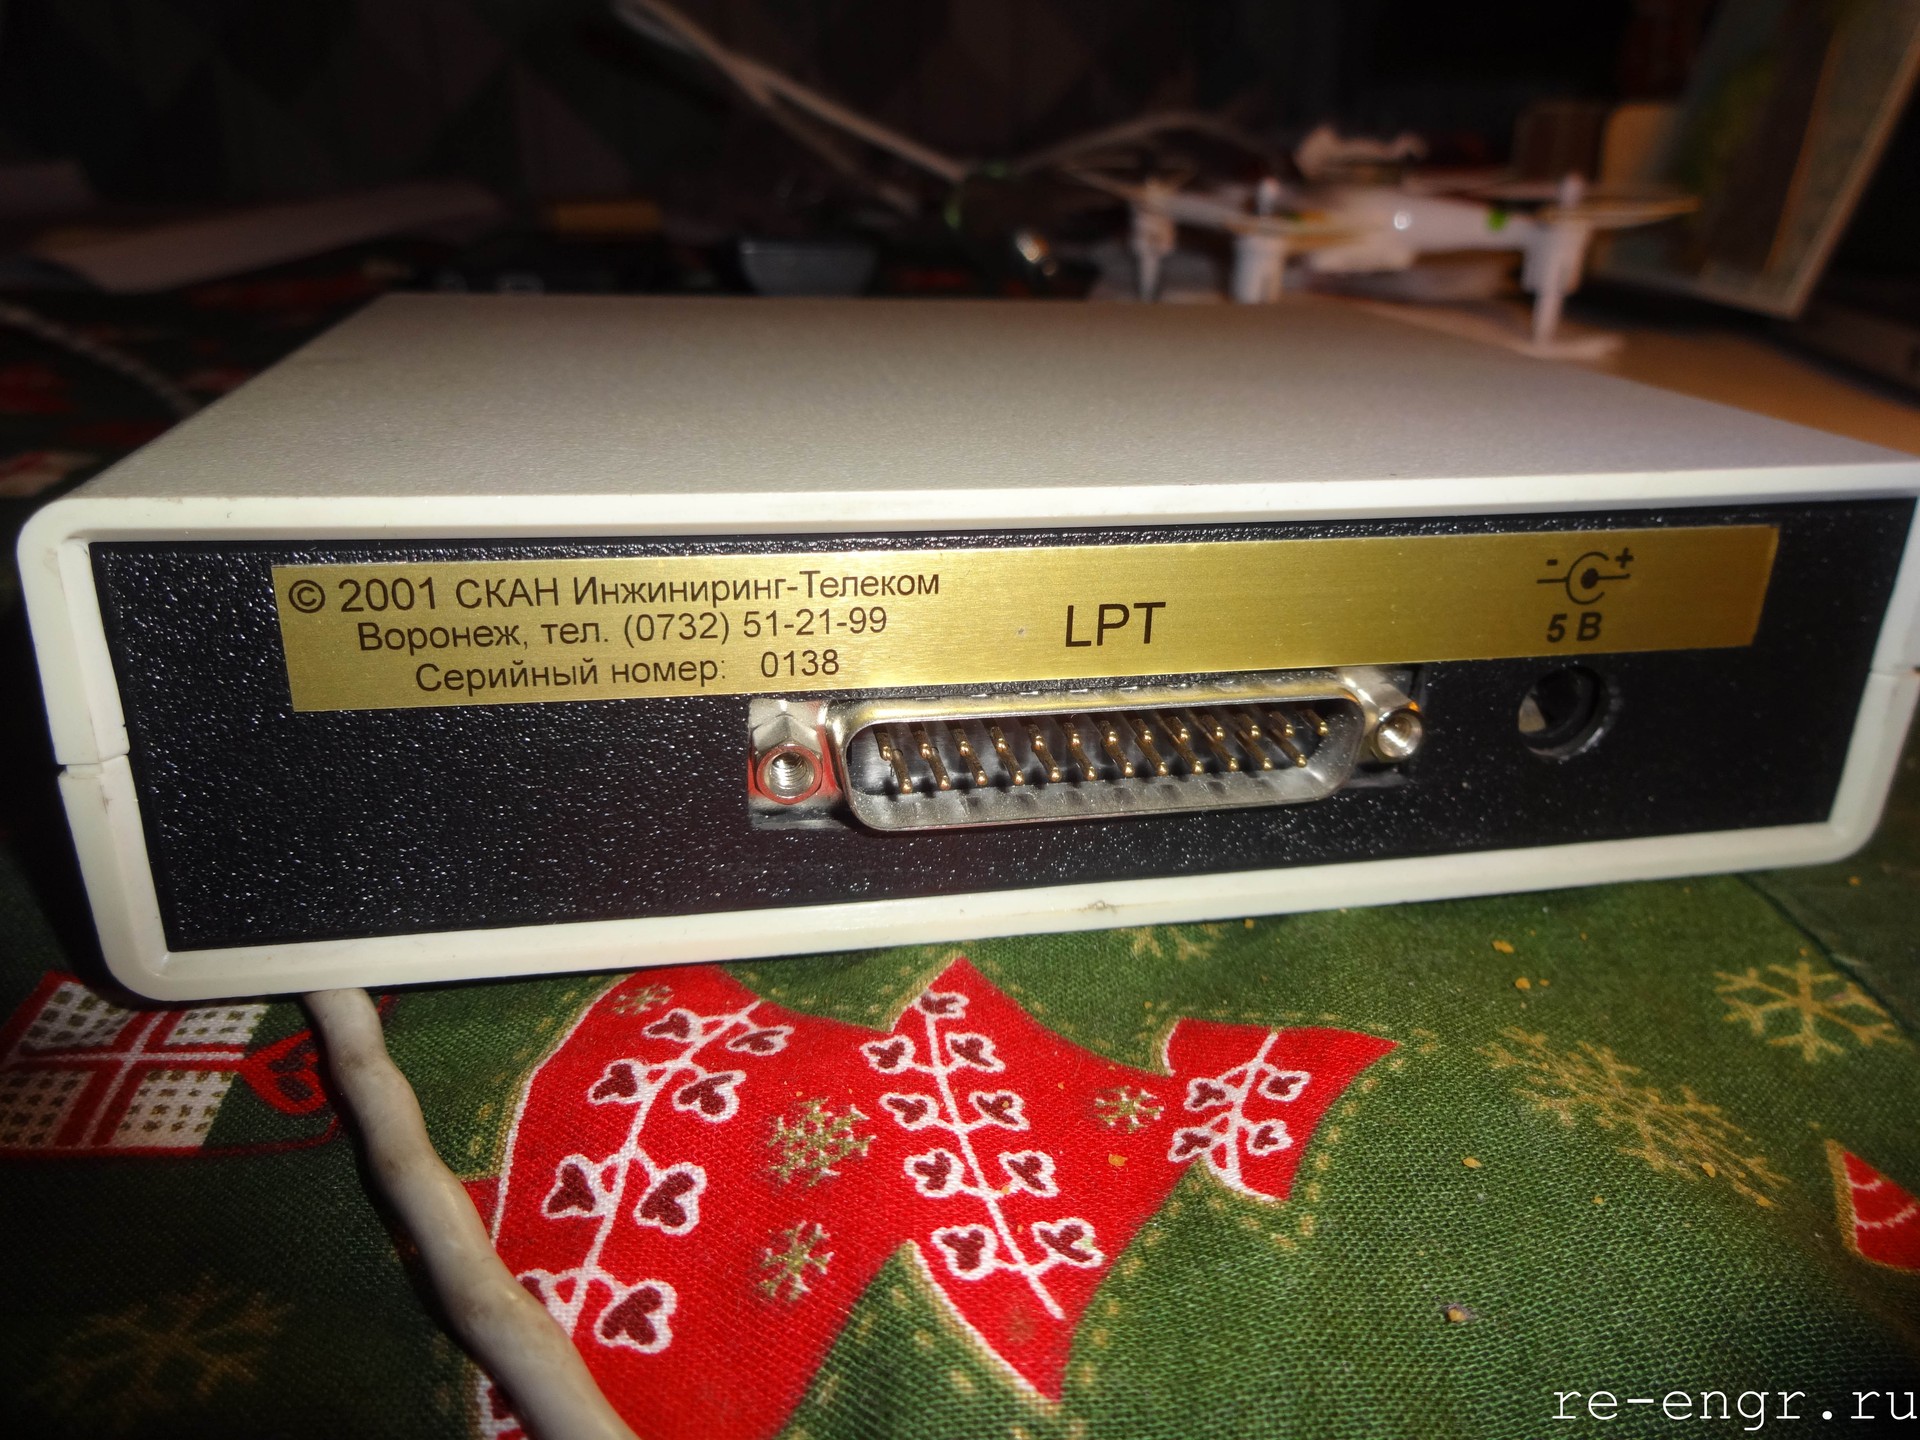 © 2001 СКАН Инжиниринг-Телеком
Воронеж, тел. (0732) 51-21-99
Серийный номер: 0138
LPT
- +
5 В
re-engr.ru